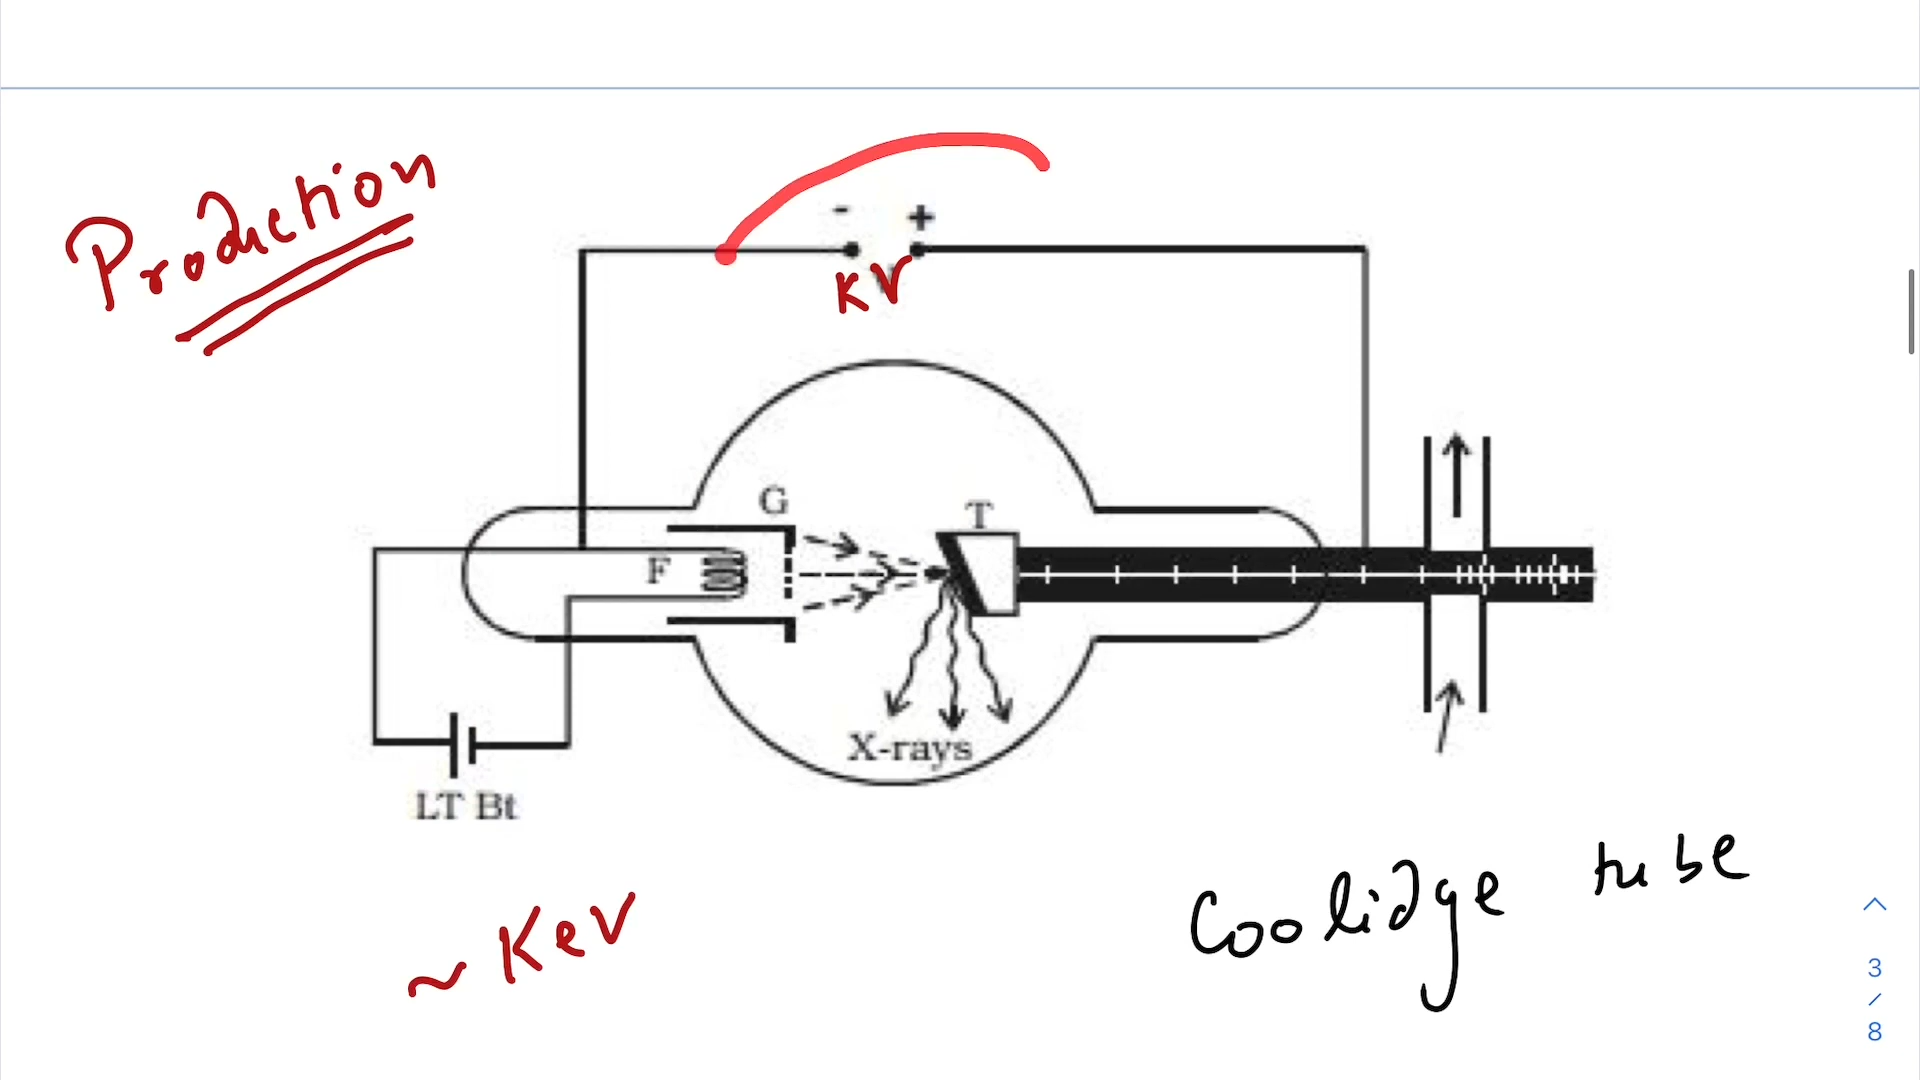 Production
- +
KV
G
T
F
X-rays
LT Bt
~ KeV
Coolidge tube
3
/
8